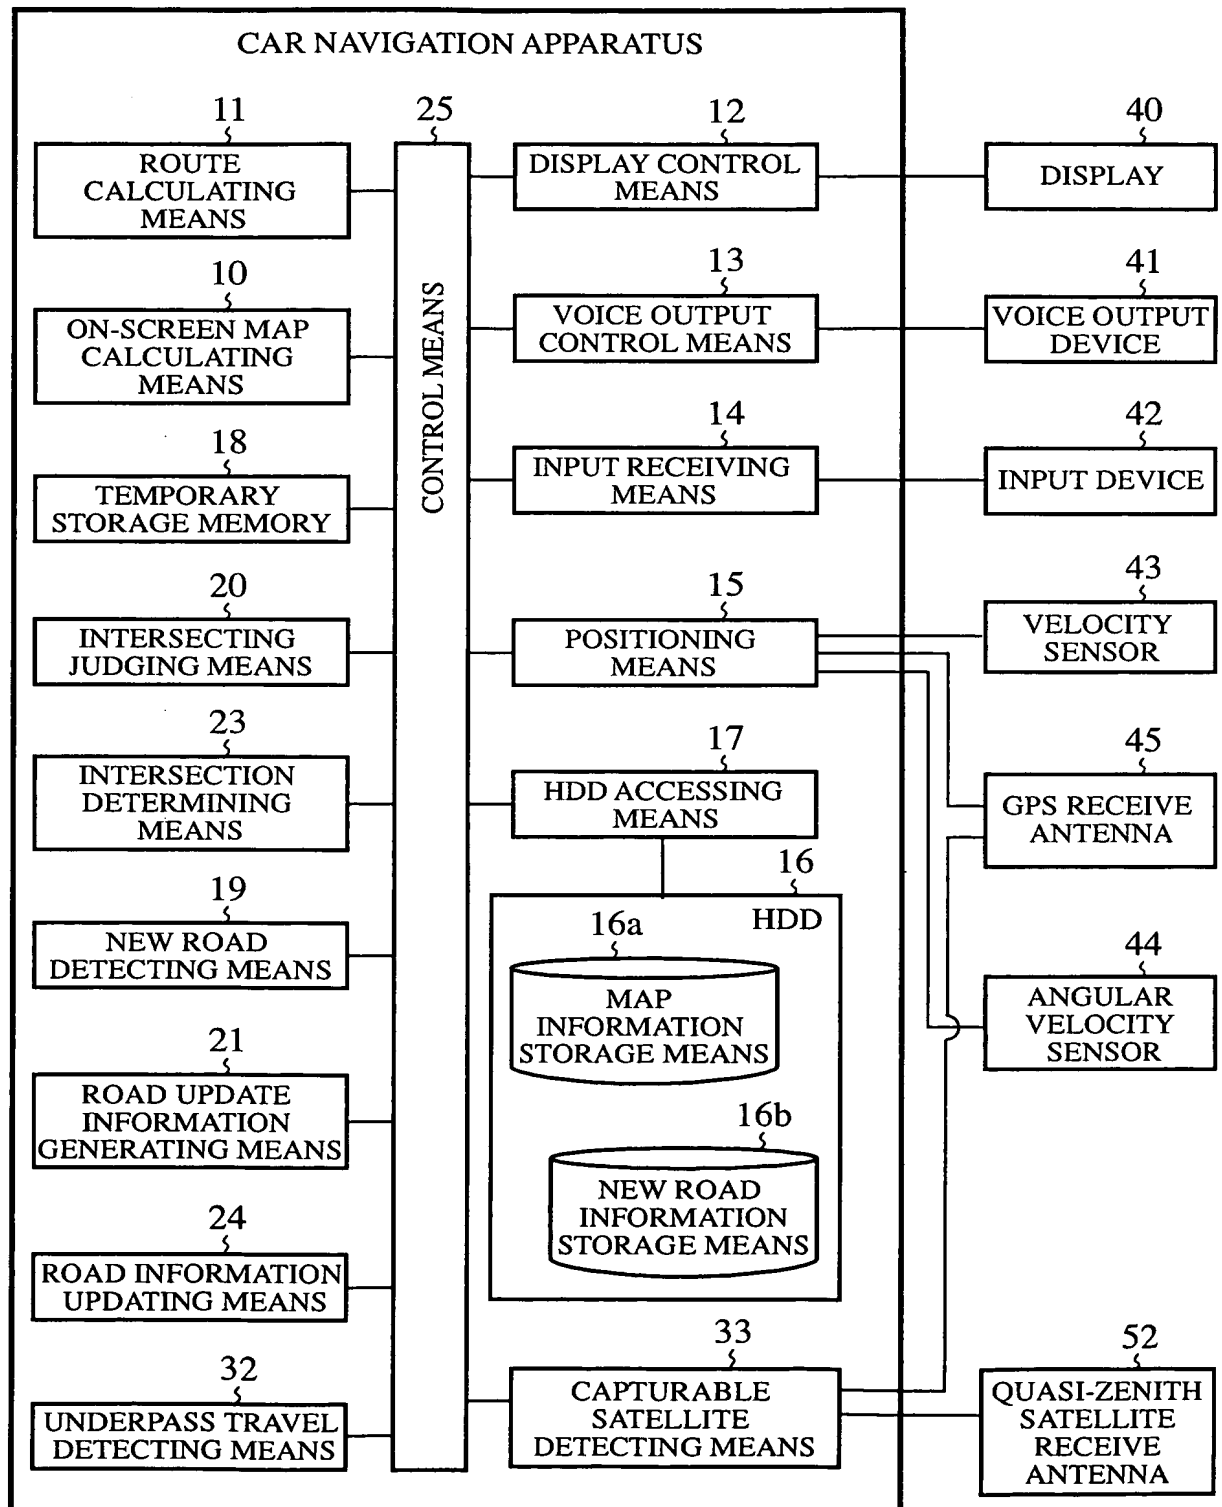 CAR NAVIGATION APPARATUS
11
ROUTE
CALCULATING
MEANS
10
ON-SCREEN MAP
CALCULATING
MEANS
18
TEMPORARY
STORAGE MEMORY
20
INTERSECTING
JUDGING MEANS
23
INTERSECTION
DETERMINING
MEANS
19
NEW ROAD
DETECTING MEANS
21
ROAD UPDATE
INFORMATION
GENERATING MEANS
24
ROAD INFORMATION
UPDATING MEANS
32
UNDERPASS TRAVEL
DETECTING MEANS
25
CONTROL MEANS
12
DISPLAY CONTROL
MEANS
13
VOICE OUTPUT
CONTROL MEANS
14
INPUT RECEIVING
MEANS
15
POSITIONING
MEANS
17
HDD ACCESSING
MEANS
16
HDD
16a
MAP
INFORMATION
STORAGE MEANS
16b
NEW ROAD
INFORMATION
STORAGE MEANS
33
CAPTURABLE
SATELLITE
DETECTING MEANS
40
DISPLAY
41
VOICE OUTPUT
DEVICE
42
INPUT DEVICE
43
VELOCITY
SENSOR
45
GPS RECEIVE
ANTENNA
44
ANGULAR
VELOCITY
SENSOR
52
QUASI-ZENITH
SATELLITE
RECEIVE
ANTENNA